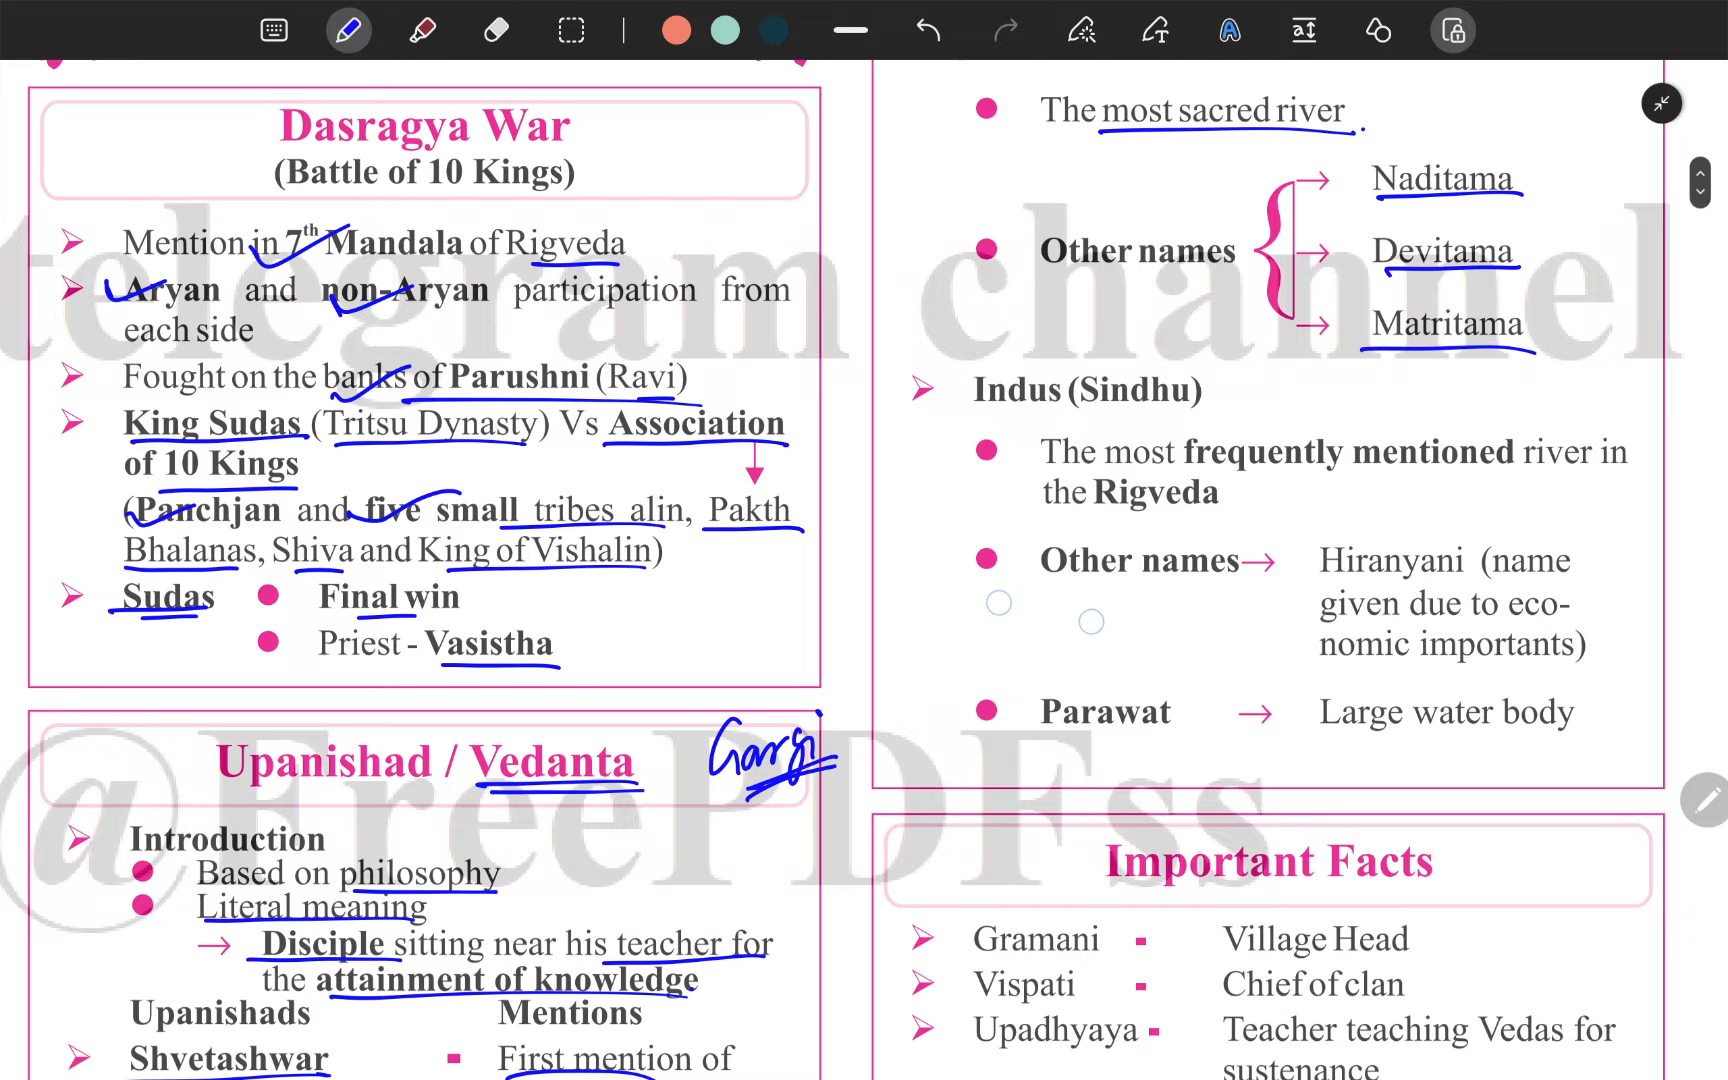 Dasragya War
(Battle of 10 Kings)
Mention in 7th Mandala of Rigveda
Aryan and non-Aryan participation from
each side
Fought on the banks of Parushni (Ravi)
King Sudas (Tritsu Dynasty) Vs Association
of 10 Kings
(Panchjan and five small tribes alin, Pakth
Bhalanas, Shiva and King of Vishalin)
Sudas Final win
Priest - Vasistha
Upanishad / Vedanta Gargi
Introduction
Based on philosophy
Literal meaning
→ Disciple sitting near his teacher for
the attainment of knowledge
Upanishads Mentions
Shvetashwar - First mention of
The most sacred river
Other names → Naditama
→ Devitama
→ Matritama
Indus (Sindhu)
The most frequently mentioned river in
the Rigveda
Other names → Hiranyani (name
given due to eco-
nomic importants)
Parawat → Large water body
Important Facts
Gramani - Village Head
Vispati - Chief of clan
Upadhyaya - Teacher teaching Vedas for
sustenance
telegram channel
@FreePDFss